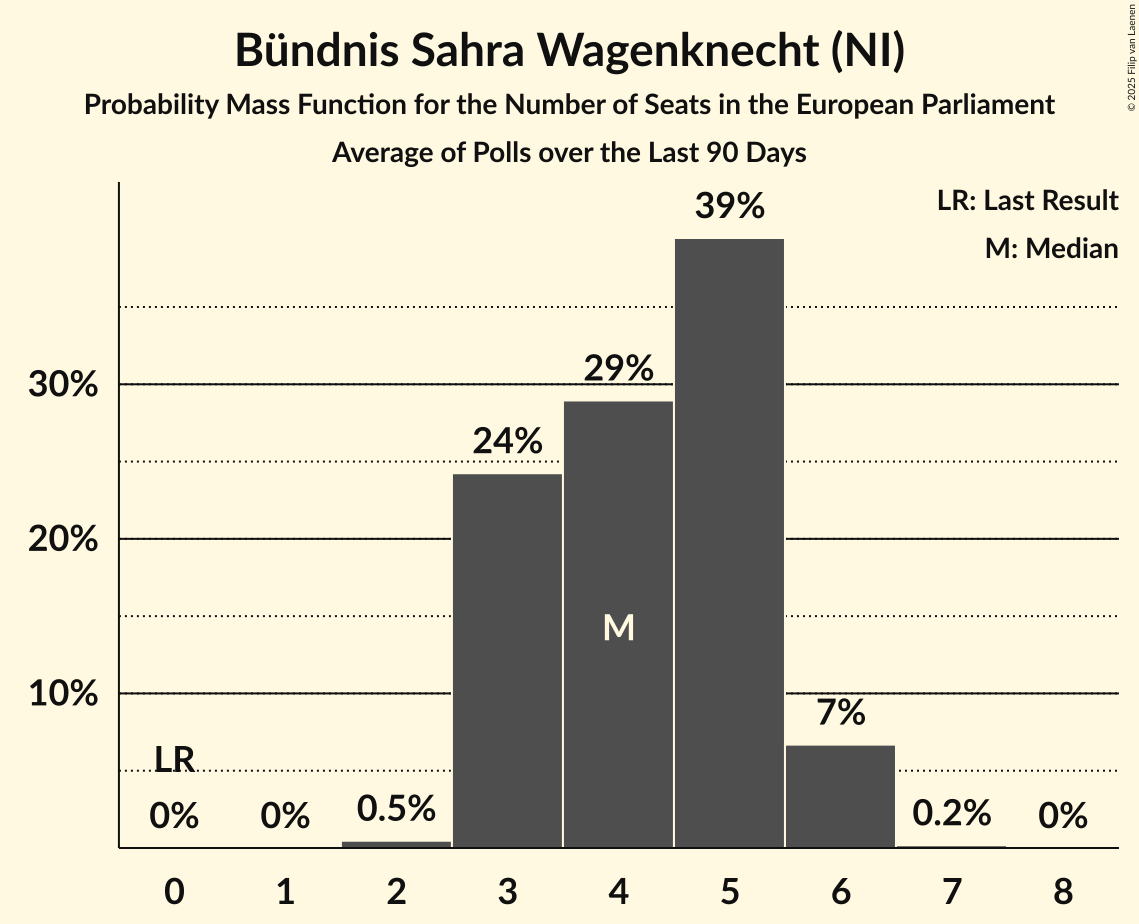 Bündnis Sahra Wagenknecht (NI)
Probability Mass Function for the Number of Seats in the European Parliament
Average of Polls over the Last 90 Days
© 2025 Filip van Laenen
LR: Last Result
M: Median
39%
30%
29%
24%
20%
M
10%
7%
LR
0%
0%
0.5%
0.2%
0%
0 1 2 3 4 5 6 7 8